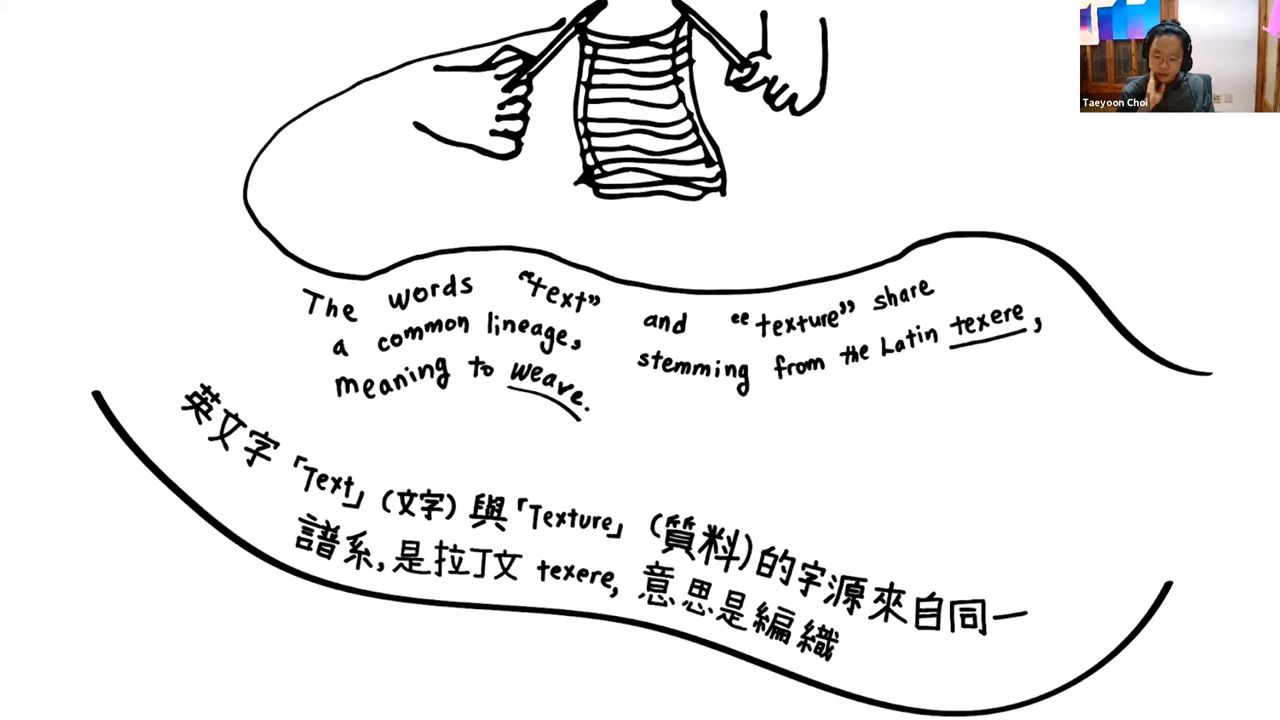 Taeyoon Choi
The words "text" and "texture" share
a common lineage, stemming from the Latin texere,
meaning to weave.
英文字「Text」(文字) 與「Texture」(質料)的字源來自同一
譜系, 是拉丁文 texere, 意思是編織